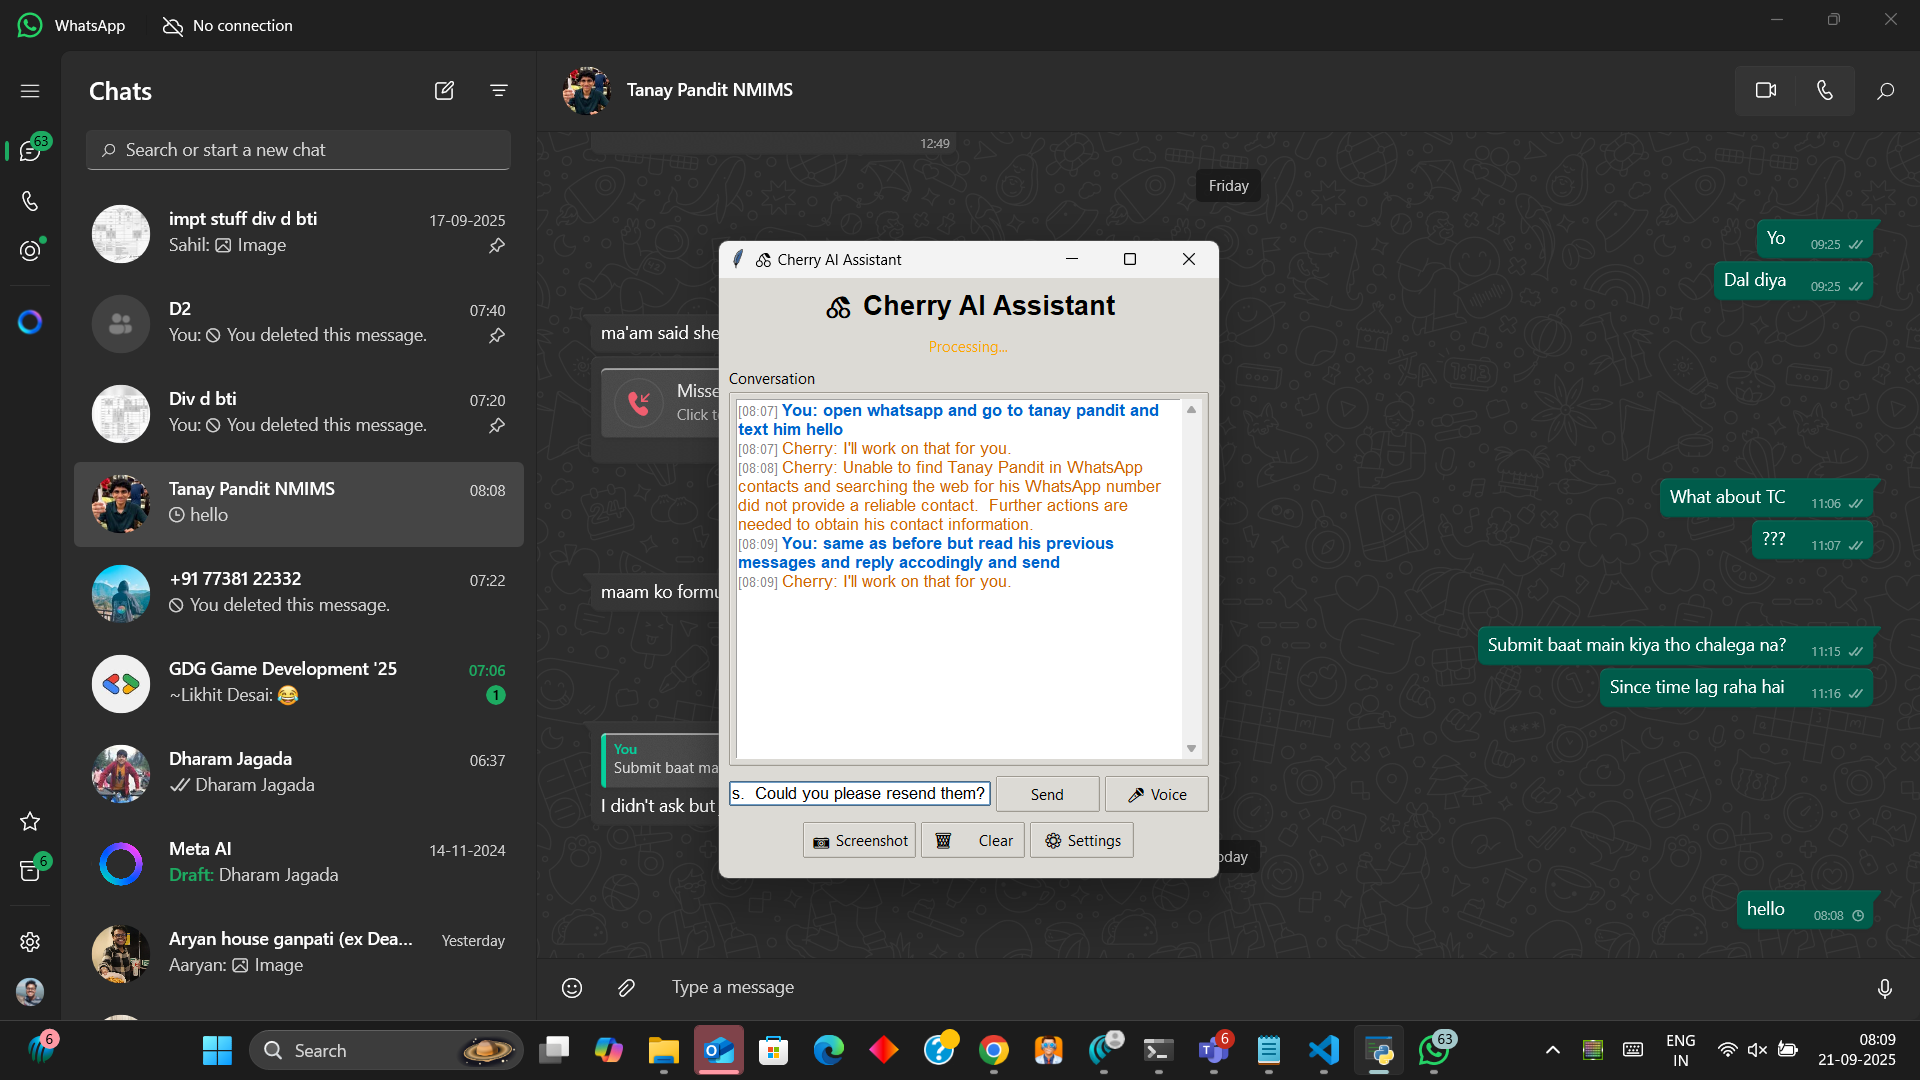 WhatsApp
No connection
Chats
63
Search or start a new chat
impt stuff div d bti
17-09-2025
Sahil: Image
D2
07:40
You: You deleted this message.
Div d bti
07:20
You: You deleted this message.
Tanay Pandit NMIMS
08:08
hello
+91 77381 22332
07:22
You deleted this message.
GDG Game Development '25
07:06
~Likhit Desai: 😂
1
Dharam Jagada
06:37
Dharam Jagada
Meta AI
14-11-2024
Draft: Dharam Jagada
6
Aryan house ganpati (ex Dea...
Yesterday
Aaryan: Image
Tanay Pandit NMIMS
12:49
Friday
Yo 09:25
Dal diya 09:25
ma'am said she
Misse
Click t
What about TC 11:06
??? 11:07
maam ko formu
Submit baat main kiya tho chalega na? 11:15
Since time lag raha hai 11:16
You
Submit baat ma
I didn't ask but
oday
hello 08:08
Type a message
Cherry AI Assistant
Cherry AI Assistant
Processing...
Conversation
[08:07] You: open whatsapp and go to tanay pandit and
text him hello
[08:07] Cherry: I'll work on that for you.
[08:08] Cherry: Unable to find Tanay Pandit in WhatsApp
contacts and searching the web for his WhatsApp number
did not provide a reliable contact.  Further actions are
needed to obtain his contact information.
[08:09] You: same as before but read his previous
messages and reply accodingly and send
[08:09] Cherry: I'll work on that for you.
s.  Could you please resend them?
Send
Voice
Screenshot
Clear
Settings
6
Search
6
63
ENG
IN
08:09
21-09-2025